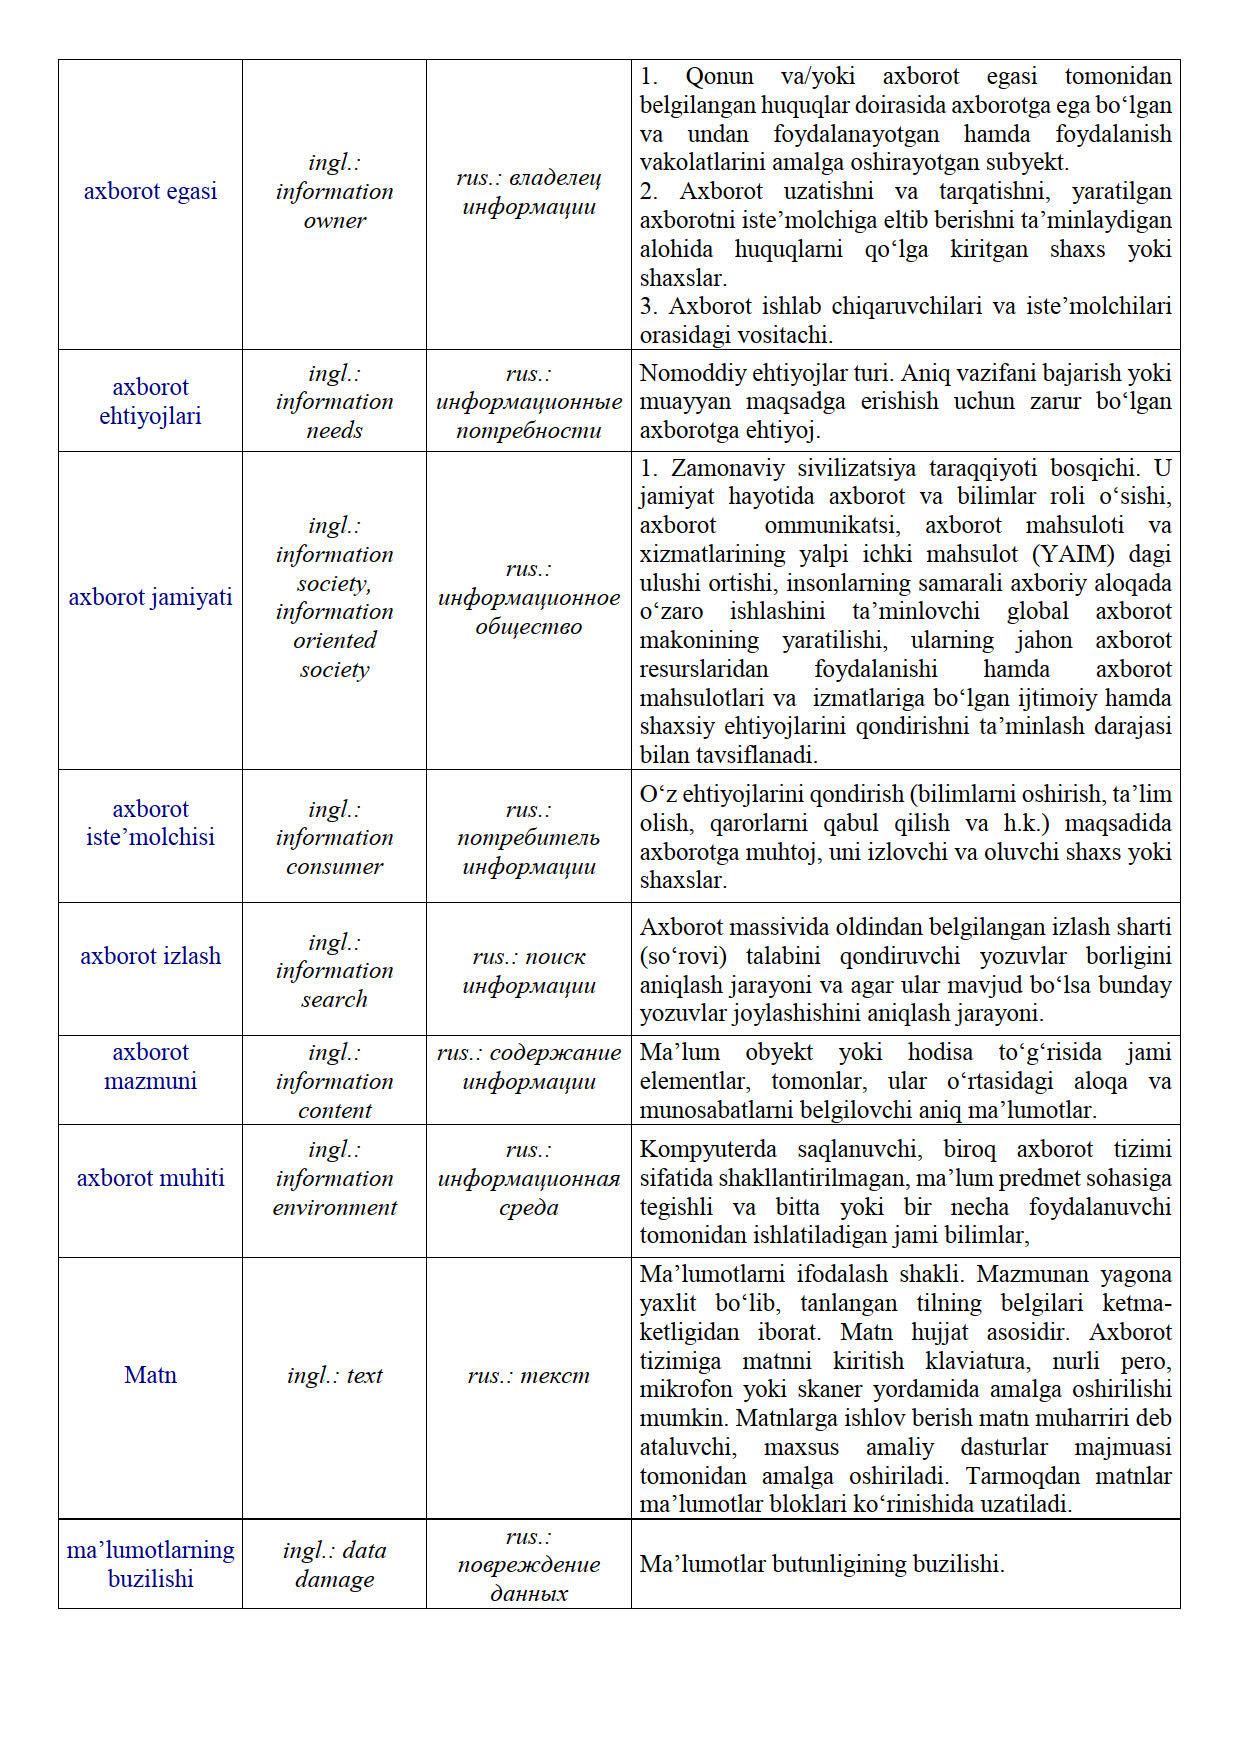 axborot egasi
ingl.:
information
owner
rus.: владелец
информации
1. Qonun va/yoki axborot egasi tomonidan
belgilangan huquqlar doirasida axborotga ega bo‘lgan
va undan foydalanayotgan hamda foydalanish
vakolatlarini amalga oshirayotgan subyekt.
2. Axborot uzatishni va tarqatishni, yaratilgan
axborotni iste’molchiga eltib berishni ta’minlaydigan
alohida huquqlarni qo‘lga kiritgan shaxs yoki
shaxslar.
3. Axborot ishlab chiqaruvchilari va iste’molchilari
orasidagi vositachi.
axborot
ehtiyojlari
ingl.:
information
needs
rus.:
информационные
потребности
Nomoddiy ehtiyojlar turi. Aniq vazifani bajarish yoki
muayyan maqsadga erishish uchun zarur bo‘lgan
axborotga ehtiyoj.
axborot jamiyati
ingl.:
information
society,
information
oriented
society
rus.:
информационное
общество
1. Zamonaviy sivilizatsiya taraqqiyoti bosqichi. U
jamiyat hayotida axborot va bilimlar roli o‘sishi,
axborot ommunikatsi, axborot mahsuloti va
xizmatlarining yalpi ichki mahsulot (YAIM) dagi
ulushi ortishi, insonlarning samarali axboriy aloqada
o‘zaro ishlashini ta’minlovchi global axborot
makonining yaratilishi, ularning jahon axborot
resurslaridan foydalanishi hamda axborot
mahsulotlari va izmatlariga bo‘lgan ijtimoiy hamda
shaxsiy ehtiyojlarini qondirishni ta’minlash darajasi
bilan tavsiflanadi.
axborot
iste’molchisi
ingl.:
information
consumer
rus.:
потребитель
информации
O‘z ehtiyojlarini qondirish (bilimlarni oshirish, ta’lim
olish, qarorlarni qabul qilish va h.k.) maqsadida
axborotga muhtoj, uni izlovchi va oluvchi shaxs yoki
shaxslar.
axborot izlash
ingl.:
information
search
rus.: поиск
информации
Axborot massivida oldindan belgilangan izlash sharti
(so‘rovi) talabini qondiruvchi yozuvlar borligini
aniqlash jarayoni va agar ular mavjud bo‘lsa bunday
yozuvlar joylashishini aniqlash jarayoni.
axborot
mazmuni
ingl.:
information
content
rus.: содержание
информации
Ma’lum obyekt yoki hodisa to‘g‘risida jami
elementlar, tomonlar, ular o‘rtasidagi aloqa va
munosabatlarni belgilovchi aniq ma’lumotlar.
axborot muhiti
ingl.:
information
environment
rus.:
информационная
среда
Kompyuterda saqlanuvchi, biroq axborot tizimi
sifatida shakllantirilmagan, ma’lum predmet sohasiga
tegishli va bitta yoki bir necha foydalanuvchi
tomonidan ishlatiladigan jami bilimlar,
Matn
ingl.: text
rus.: текст
Ma’lumotlarni ifodalash shakli. Mazmunan yagona
yaxlit bo‘lib, tanlangan tilning belgilari ketma-
ketligidan iborat. Matn hujjat asosidir. Axborot
tizimiga matnni kiritish klaviatura, nurli pero,
mikrofon yoki skaner yordamida amalga oshirilishi
mumkin. Matnlarga ishlov berish matn muharriri deb
ataluvchi, maxsus amaliy dasturlar majmuasi
tomonidan amalga oshiriladi. Tarmoqdan matnlar
ma’lumotlar bloklari ko‘rinishida uzatiladi.
ma’lumotlarning
buzilishi
ingl.: data
damage
rus.:
повреждение
данных
Ma’lumotlar butunligining buzilishi.